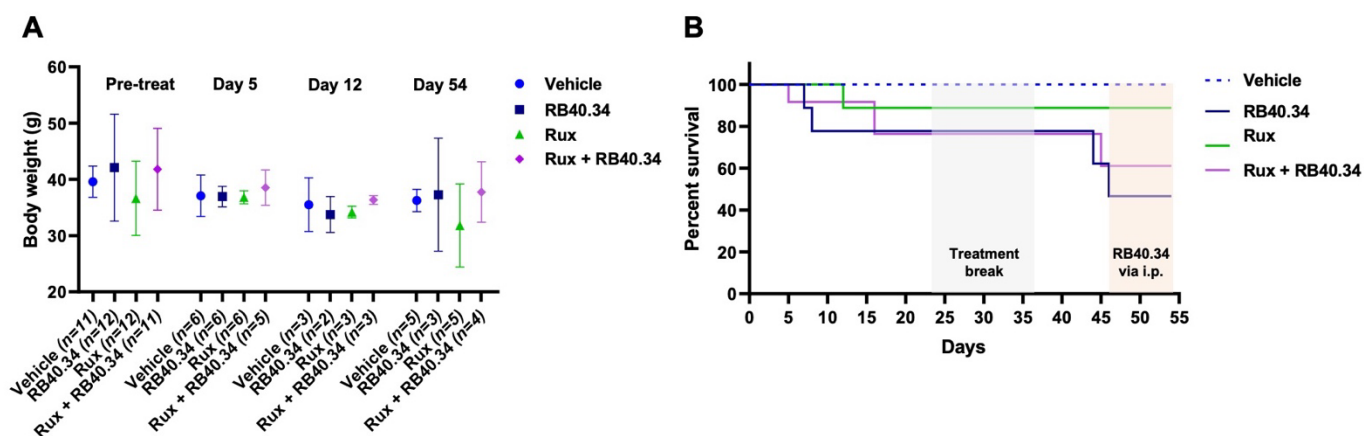 A
Body weight (g)
60
50
40
30
20
Pre-treat
Day 5
Day 12
Day 54
Vehicle
RB40.34
Rux
Rux + RB40.34
Vehicle (n=11)
RB40.34 (n=12)
Rux (n=12)
Rux + RB40.34 (n=11)
Vehicle (n=6)
RB40.34 (n=6)
Rux (n=6)
Rux + RB40.34 (n=5)
Vehicle (n=3)
RB40.34 (n=2)
Rux (n=3)
Rux + RB40.34 (n=3)
Vehicle (n=5)
RB40.34 (n=3)
Rux (n=5)
Rux + RB40.34 (n=4)
B
Percent survival
100
80
60
40
20
0
Treatment
break
RB40.34
via i.p.
0 5 10 15 20 25 30 35 40 45 50 55
Days
Vehicle
RB40.34
Rux
Rux + RB40.34